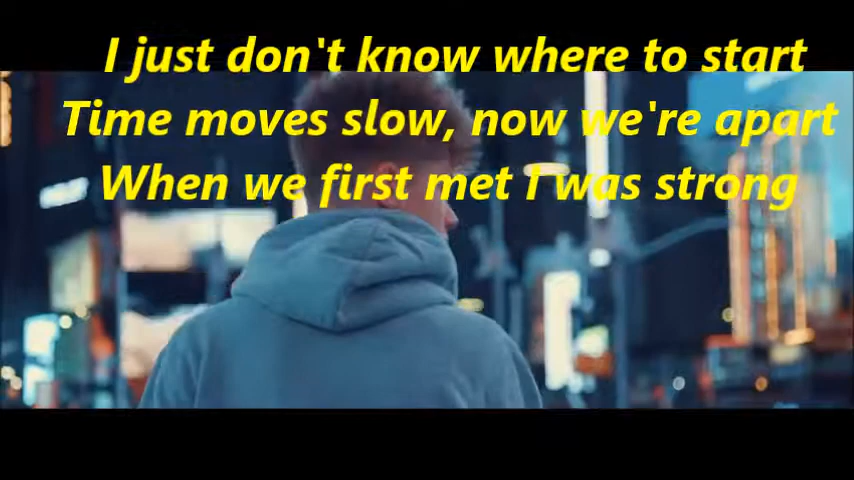 I just don't know where to start
Time moves slow, now we're apart
When we first met I was strong